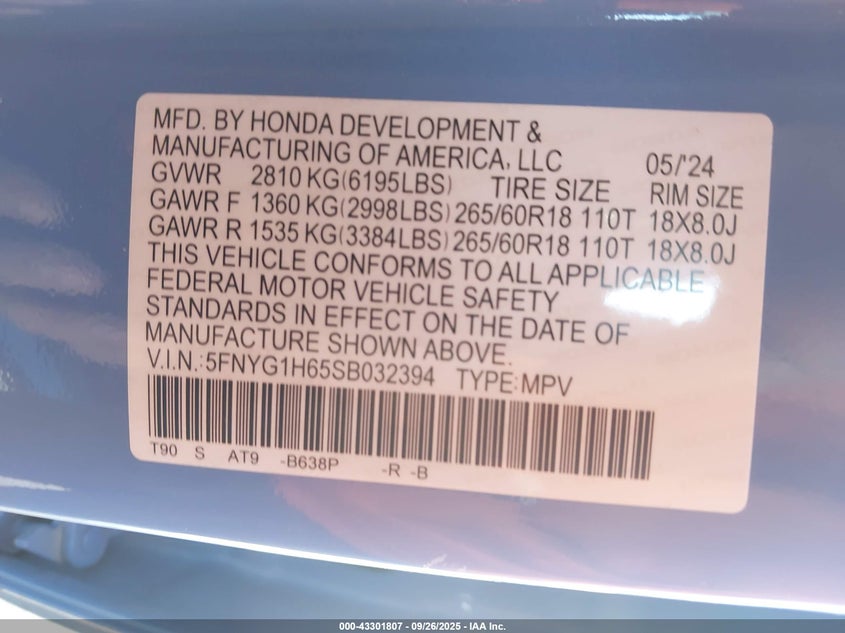 MFD. BY HONDA DEVELOPMENT &
MANUFACTURING OF AMERICA, LLC 05/'24
GVWR 2810 KG(6195LBS) TIRE SIZE RIM SIZE
GAWR F 1360 KG(2998LBS) 265/60R18 110T 18X8.0J
GAWR R 1535 KG(3384LBS) 265/60R18 110T 18X8.0J
THIS VEHICLE CONFORMS TO ALL APPLICABLE
FEDERAL MOTOR VEHICLE SAFETY
STANDARDS IN EFFECT ON THE DATE OF
MANUFACTURE SHOWN ABOVE.
V.I.N.:5FNYG1H65SB032394 TYPE:MPV
T90 S AT9 -B638P -R -B
000-43301807 - 09/26/2025 - IAA Inc.